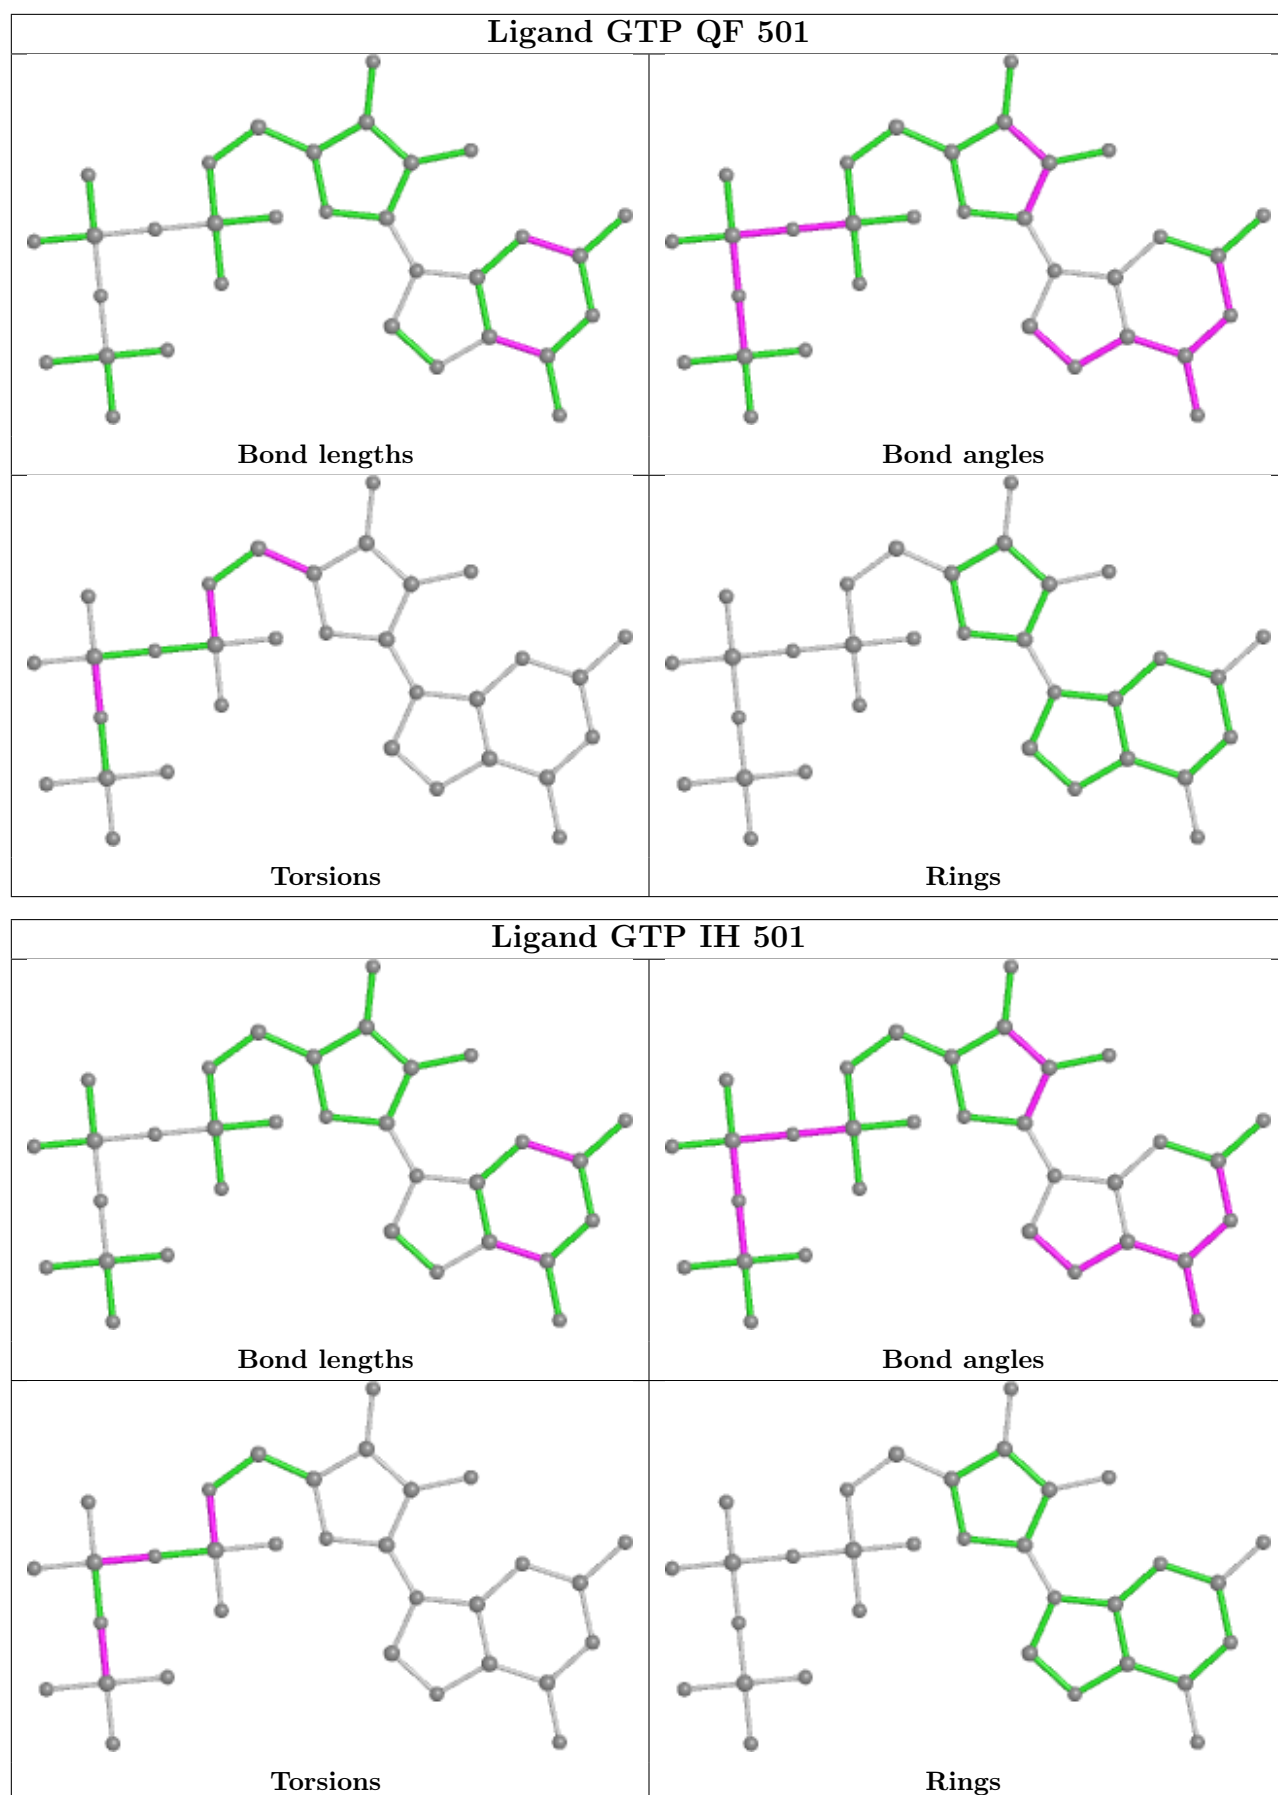 Ligand GTP QF 501
Bond lengths
Bond angles
Torsions
Rings
Ligand GTP IH 501
Bond lengths
Bond angles
Torsions
Rings